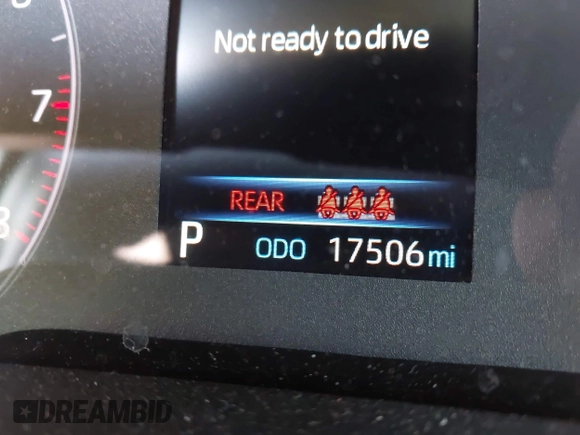 Not ready to drive
7
REAR
P ODO 17506 mi
DREAMBID